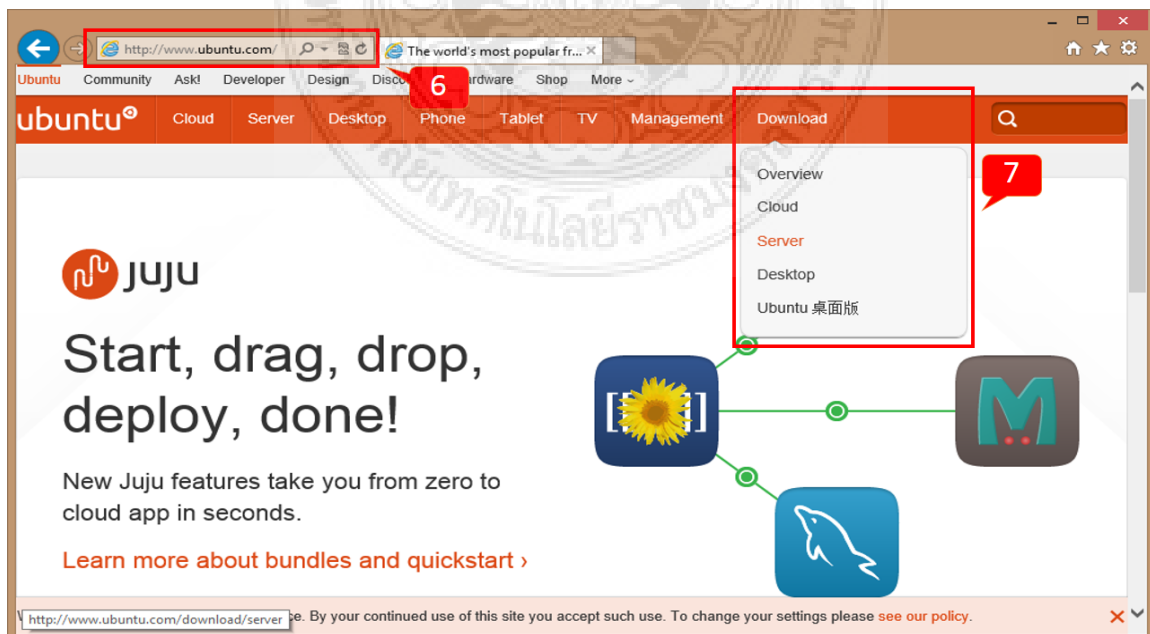 http://www.ubuntu.com/
The world's most popular fr...
6
Ubuntu Community Ask! Developer Design Hardware Shop More
ubuntu Cloud Server Desktop Phone Tablet TV Management Download
7
Overview
Cloud
Server
Desktop
Ubuntu 桌面版
juju
Start, drag, drop,
deploy, done!
New Juju features take you from zero to
cloud app in seconds.
Learn more about bundles and quickstart ›
[ ]
M
By your continued use of this site you accept such use. To change your settings please see our policy.
http://www.ubuntu.com/download/server